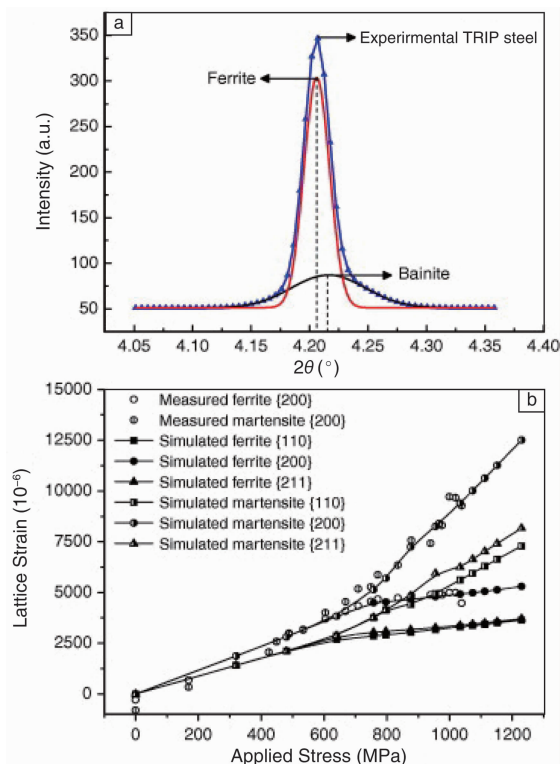 a
350
300
250
200
150
100
50
Intensity (a.u.)
Experirmental TRIP steel
Ferrite
Bainite
4.05 4.10 4.15 4.20 4.25 4.30 4.35 4.40
2θ (°)
b
15000
12500
10000
7500
5000
2500
0
Lattice Strain (10⁻⁶)
Measured ferrite {200}
Measured martensite {200}
Simulated ferrite {110}
Simulated ferrite {200}
Simulated ferrite {211}
Simulated martensite {110}
Simulated martensite {200}
Simulated martensite {211}
0 200 400 600 800 1000 1200
Applied Stress (MPa)